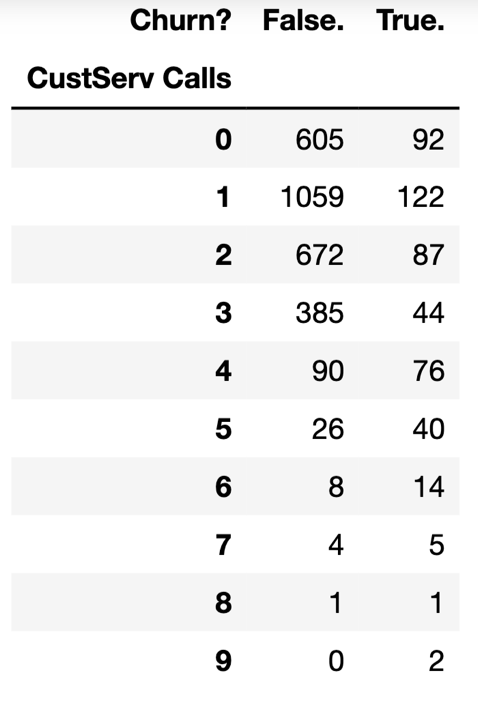 Churn? False. True.
CustServ Calls
0 605 92
1 1059 122
2 672 87
3 385 44
4 90 76
5 26 40
6 8 14
7 4 5
8 1 1
9 0 2